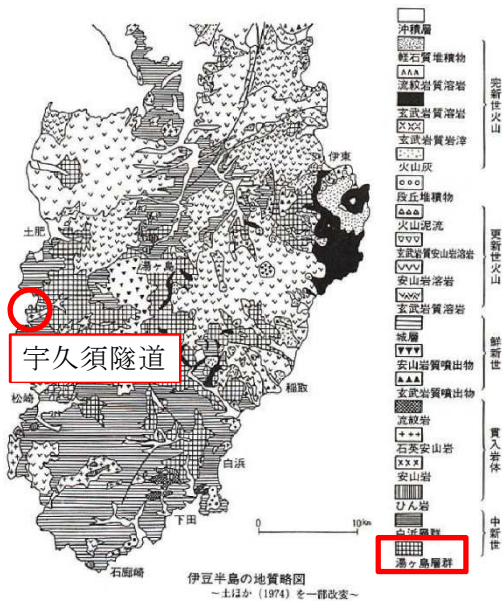 伊東
土肥
湯ヶ島
宇久須隧道
稲取
松崎
白浜
下田
石廊崎
0 10km
伊豆半島の地質略図
～土ほか(1974)を一部改変～
沖積層
軽石質堆積物
流紋岩質溶岩
玄武岩質溶岩
玄武岩質岩滓
火山灰
完新世火山
段丘堆積物
火山泥流
玄武岩質安山岩溶岩
安山岩溶岩
玄武岩質溶岩
更新世火山
城層
安山岩質噴出物
玄武岩質噴出物
鮮新世
流紋岩
石英安山岩
安山岩
ひん岩
貫入岩体
白浜層群
湯ヶ島層群
中新世